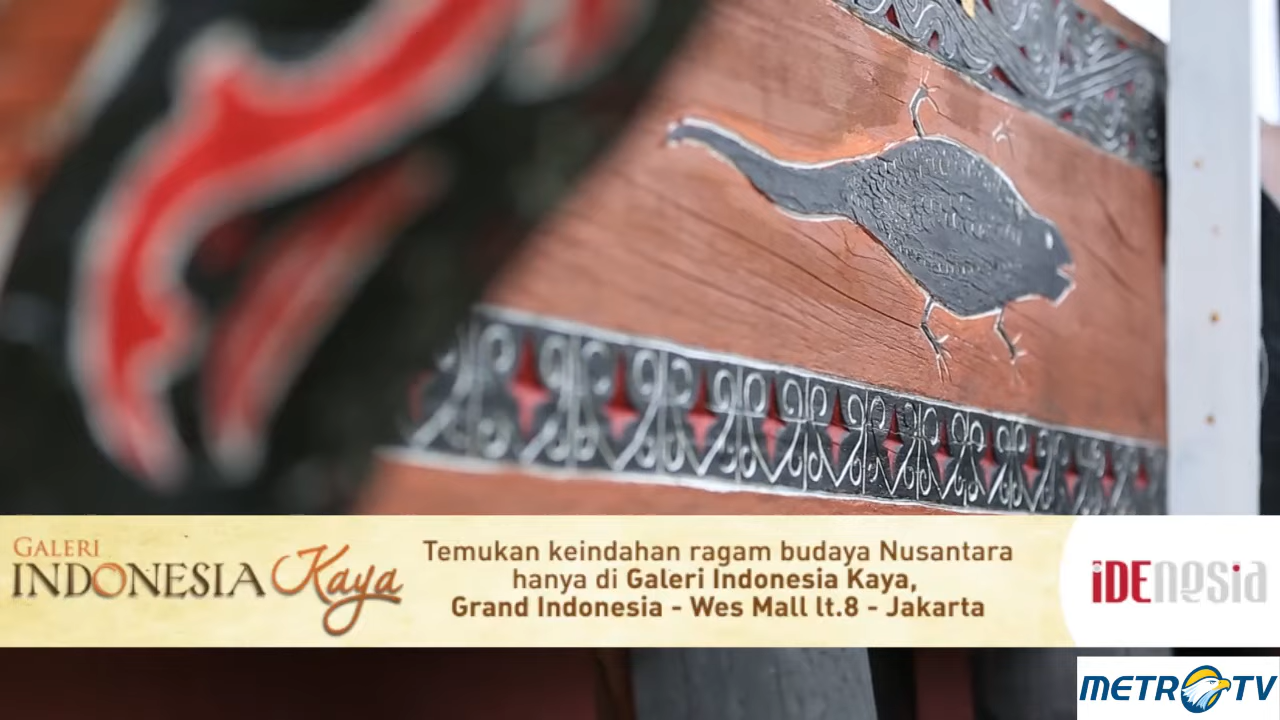 GALERI
INDONESIA Kaya
Temukan keindahan ragam budaya Nusantara
hanya di Galeri Indonesia Kaya,
Grand Indonesia - Wes Mall lt.8 - Jakarta
iDEnesia
METRO TV